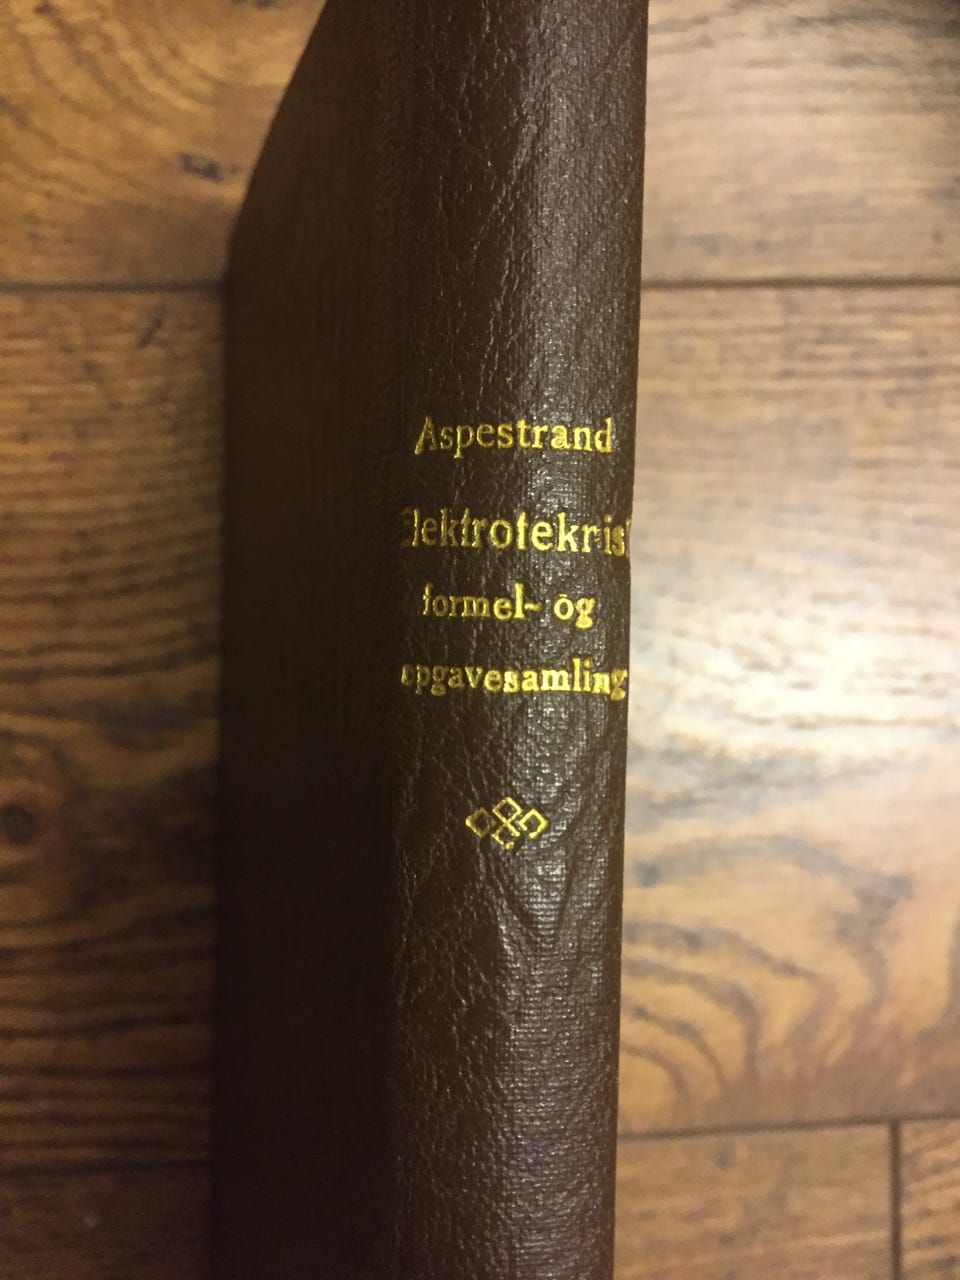 Aspestrand
Elektroteknisk
formel- og
opgavesamling